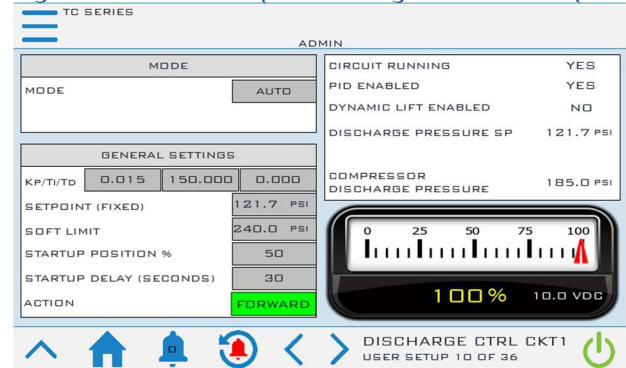 TC SERIES
ADMIN
MODE
MODE AUTO
GENERAL SETTINGS
KP/TI/TD 0.015 150.000 0.000
SETPOINT (FIXED) 121.7 PSI
SOFT LIMIT 240.0 PSI
STARTUP POSITION % 50
STARTUP DELAY (SECONDS) 30
ACTION FORWARD
CIRCUIT RUNNING YES
PID ENABLED YES
DYNAMIC LIFT ENABLED NO
DISCHARGE PRESSURE SP 121.7 PSI
COMPRESSOR
DISCHARGE PRESSURE 185.0 PSI
0 25 50 75 100
100% 10.0 VDC
0
DISCHARGE CTRL CKT1
USER SETUP 10 OF 36